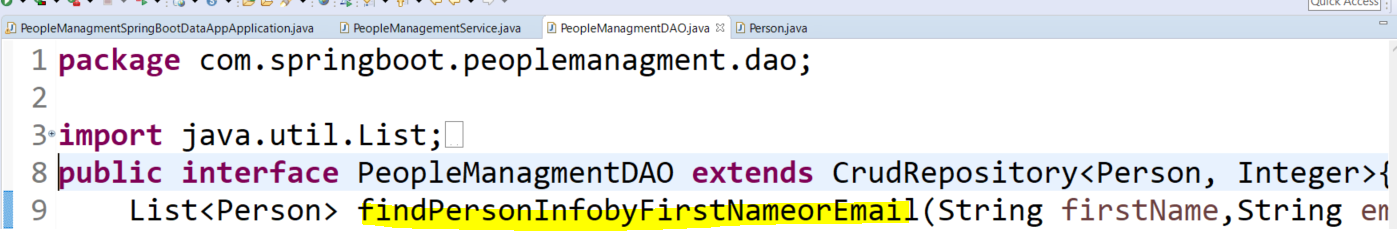 Quick Access
PeopleManagmentSpringBootDataAppApplication.java PeopleManagementService.java PeopleManagmentDAO.java Person.java
1 package com.springboot.peoplemanagment.dao;
2
3 import java.util.List;
8 public interface PeopleManagmentDAO extends CrudRepository<Person, Integer>{
9 List<Person> findPersonInfobyFirstNameorEmail(String firstName,String em